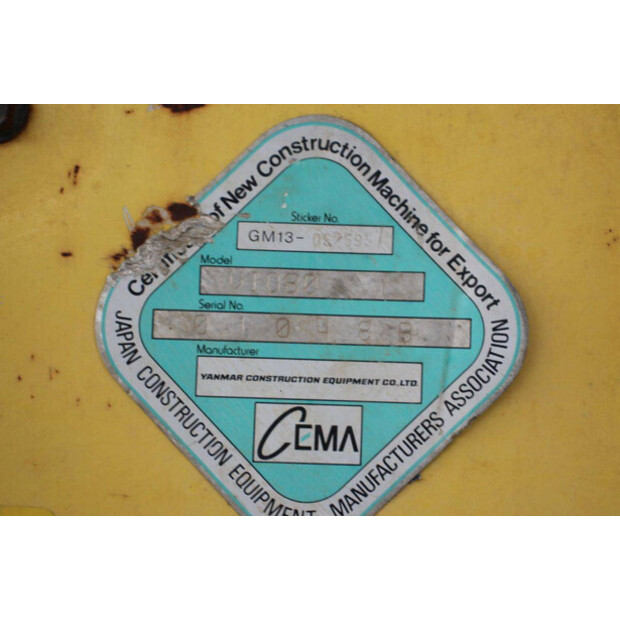 Certificate of New Construction Machine for Export
Sticker No.
GM13-
Model
Serial No.
Manufacturer
YANMAR CONSTRUCTION EQUIPMENT CO.,LTD.
CEMA
JAPAN CONSTRUCTION EQUIPMENT MANUFACTURERS ASSOCIATION